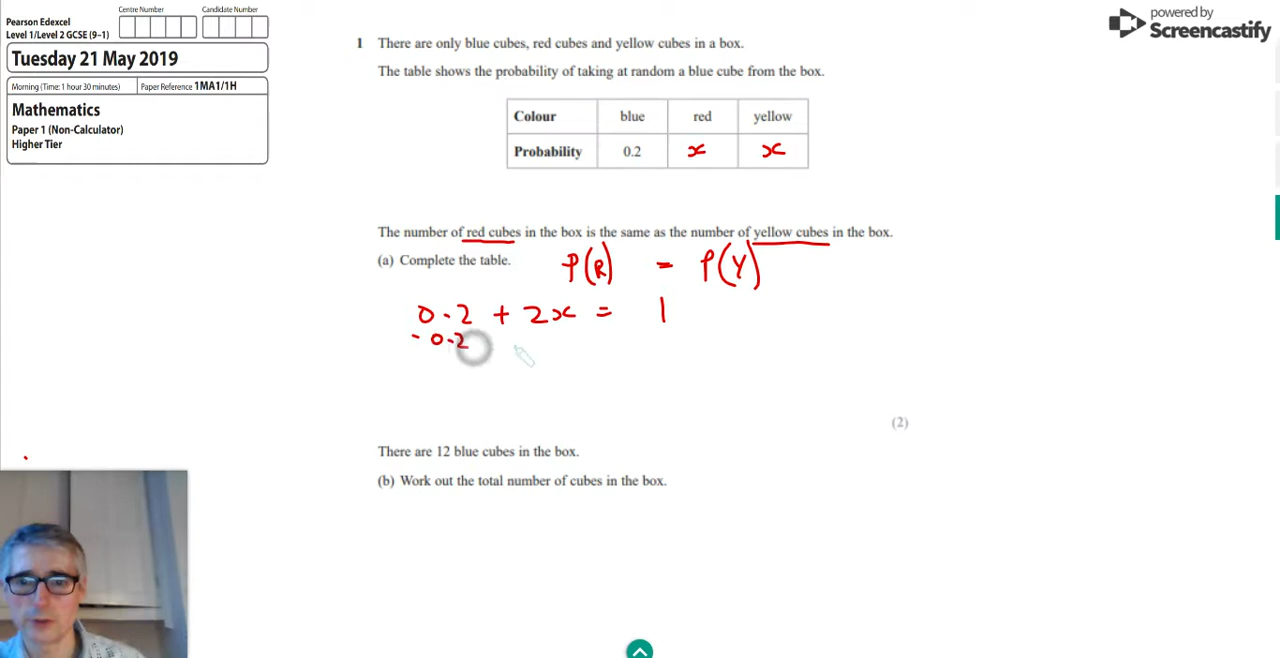 Centre Number
Candidate Number
Pearson Edexcel
Level 1/Level 2 GCSE (9–1)
Tuesday 21 May 2019
Morning (Time: 1 hour 30 minutes)
Paper Reference 1MA1/1H
Mathematics
Paper 1 (Non-Calculator)
Higher Tier
powered by
Screencastify
1 There are only blue cubes, red cubes and yellow cubes in a box.
The table shows the probability of taking at random a blue cube from the box.
Colour blue red yellow
Probability 0.2 x x
The number of red cubes in the box is the same as the number of yellow cubes in the box.
(a) Complete the table.
P(R) = P(Y)
0.2 + 2x = 1
- 0.2
(2)
There are 12 blue cubes in the box.
(b) Work out the total number of cubes in the box.